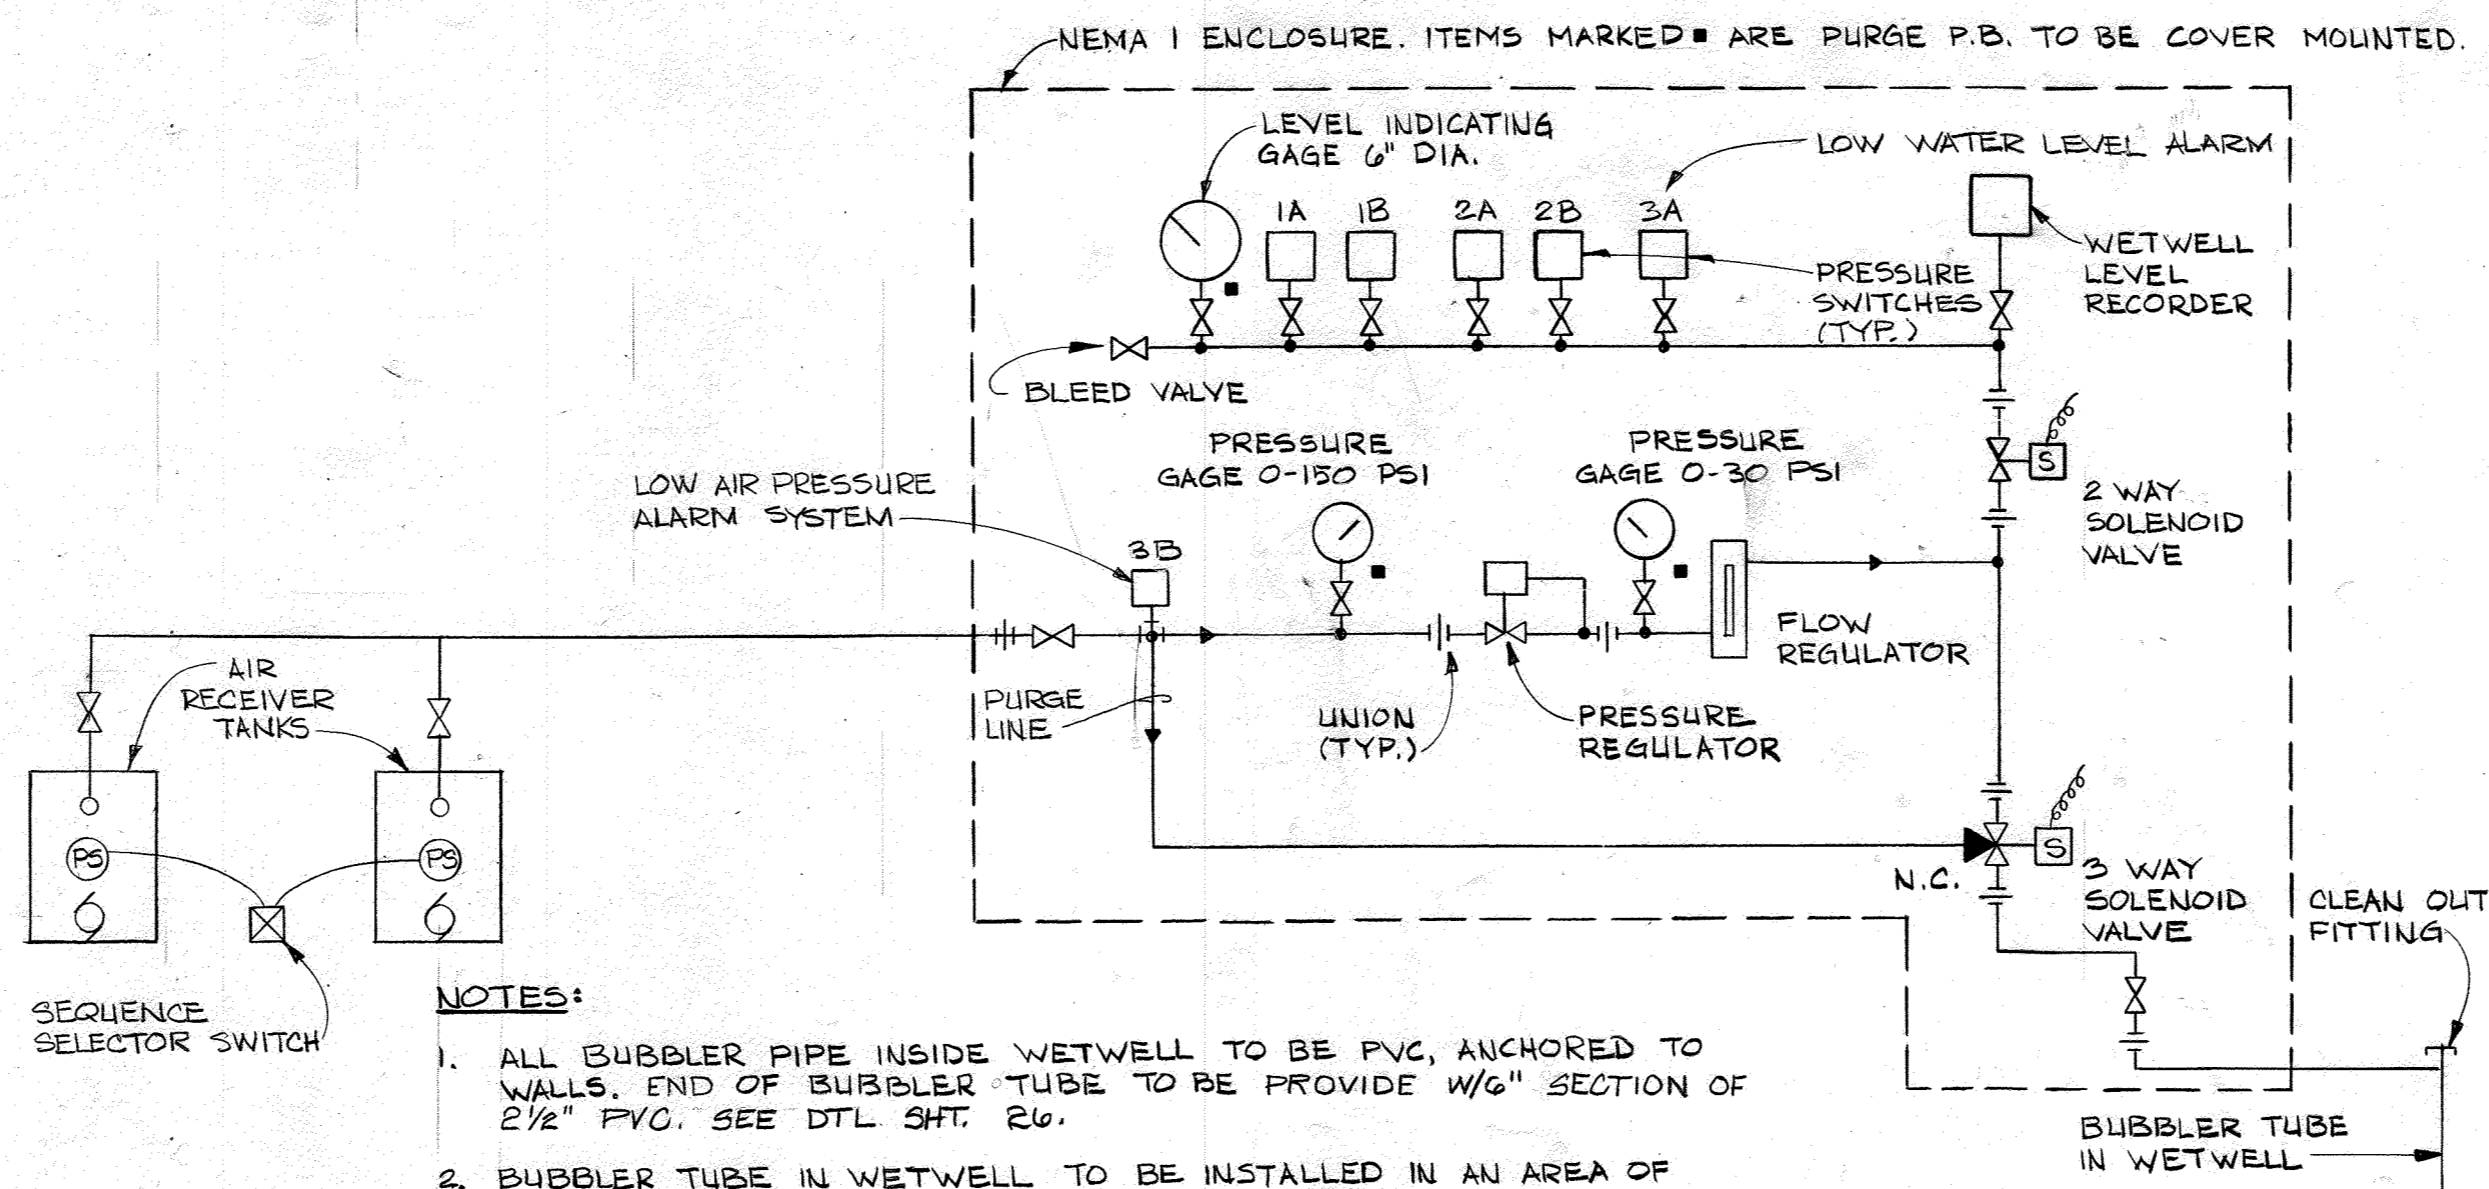 NEMA 1 ENCLOSURE. ITEMS MARKED■ ARE PURGE P.B. TO BE COVER MOUNTED.
LEVEL INDICATING
GAGE 6" DIA.
LOW WATER LEVEL ALARM
1A
1B
2A
2B
3A
WETWELL
LEVEL
RECORDER
PRESSURE
SWITCHES
(TYP.)
BLEED VALVE
PRESSURE
GAGE 0-150 PSI
PRESSURE
GAGE 0-30 PSI
S
2 WAY
SOLENOID
VALVE
LOW AIR PRESSURE
ALARM SYSTEM
3B
FLOW
REGULATOR
AIR
RECEIVER
TANKS
PURGE
LINE
UNION
(TYP.)
PRESSURE
REGULATOR
PS
PS
S
N.C.
3 WAY
SOLENOID
VALVE
CLEAN OUT
FITTING
SEQUENCE
SELECTOR SWITCH
NOTES:
1. ALL BUBBLER PIPE INSIDE WETWELL TO BE PVC, ANCHORED TO
WALLS. END OF BUBBLER TUBE TO BE PROVIDE W/6" SECTION OF
2½" PVC. SEE DTL. SHT. 26.
BUBBLER TUBE
IN WETWELL
2. BUBBLER TUBE IN WETWELL TO BE INSTALLED IN AN AREA OF